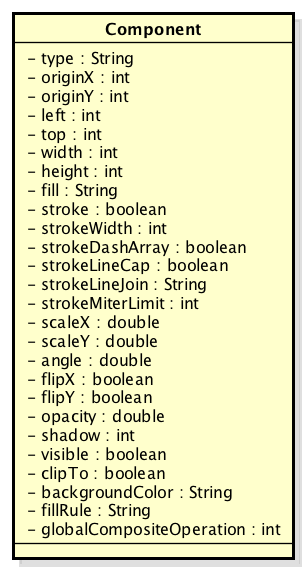 Component
- type : String
- originX : int
- originY : int
- left : int
- top : int
- width : int
- height : int
- fill : String
- stroke : boolean
- strokeWidth : int
- strokeDashArray : boolean
- strokeLineCap : boolean
- strokeLineJoin : String
- strokeMiterLimit : int
- scaleX : double
- scaleY : double
- angle : double
- flipX : boolean
- flipY : boolean
- opacity : double
- shadow : int
- visible : boolean
- clipTo : boolean
- backgroundColor : String
- fillRule : String
- globalCompositeOperation : int